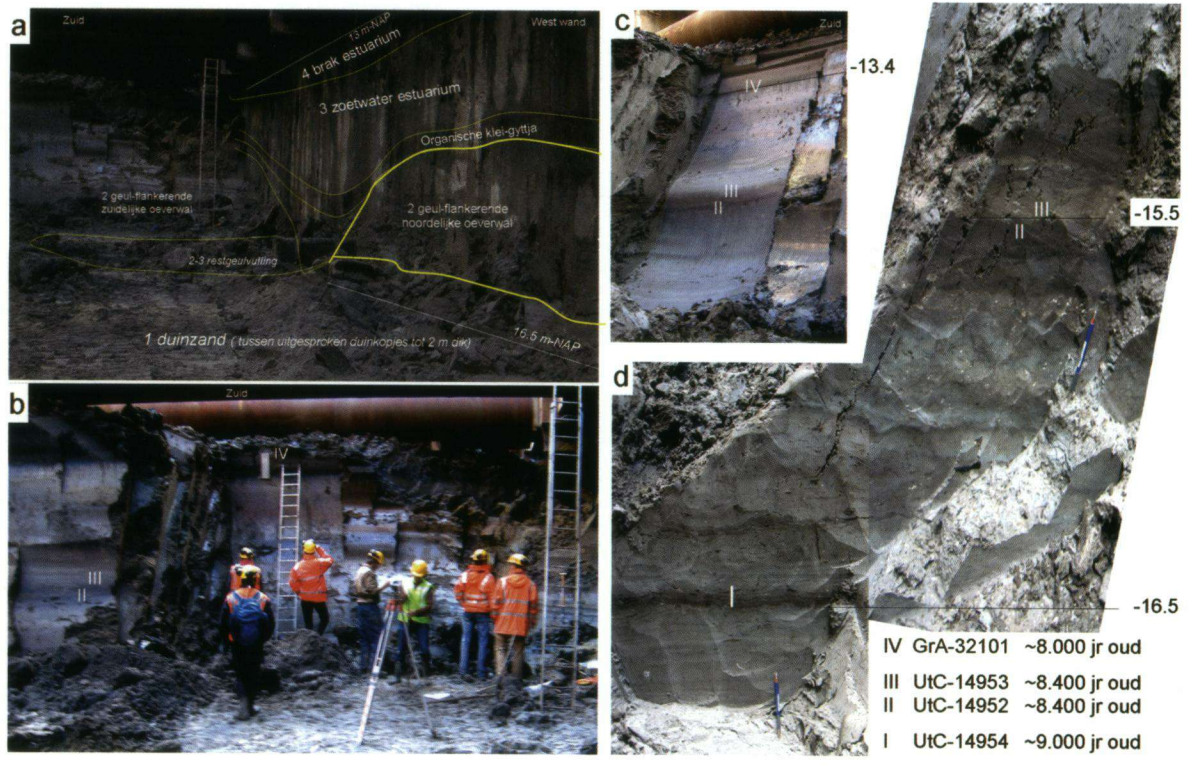 a
Zuid
West wand
13 m-NAP
4 brak estuarium
3 zoetwater estuarium
Organische klei-gyttja
2 geul-flankerende
zuidelijke oeverwal
2 geul-flankerende
noordelijke oeverwal
2-3 restgeulvulling
16.5 m-NAP
1 duinzand ( tussen uitgesproken duinkopjes tot 2 m dik)
b
Zuid
IV
III
II
c
Zuid
IV
-13.4
III
II
d
III
-15.5
II
I
-16.5
IV GrA-32101 ~8.000 jr oud
III UtC-14953 ~8.400 jr oud
II UtC-14952 ~8.400 jr oud
I UtC-14954 ~9.000 jr oud